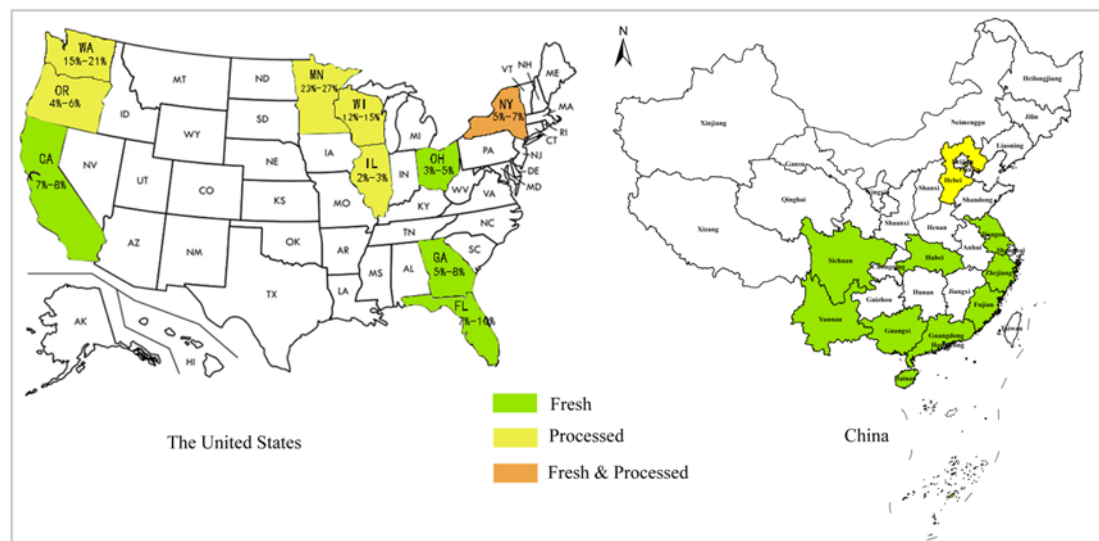 WA
15%-21%
OR
4%-6%
CA
7%-8%
MT
ID
WY
NV
UT
CO
AZ
NM
ND
SD
NE
KS
OK
TX
MN
23%-27%
WI
12%-15%
IA
IL
2%-3%
MO
AR
LA
MI
IN
OH
3%-5%
KY
TN
MS
AL
GA
5%-8%
FL
7%-10%
SC
NC
VA
WV
PA
NY
5%-7%
VT
NH
ME
MA
RI
CT
NJ
DE
MD
AK
HI
The United States
Fresh
Processed
Fresh & Processed
N
Heilongjiang
Jilin
Liaoning
Neimenggu
Xinjiang
Gansu
Hebei
Shanxi
Shandong
Qinghai
Shaanxi
Henan
Xizang
Anhui
Sichuan
Hubei
Zhejiang
Hunan
Jiangxi
Guizhou
Fujian
Yunnan
Guangxi
Guangdong
Taiwan
Hainan
China